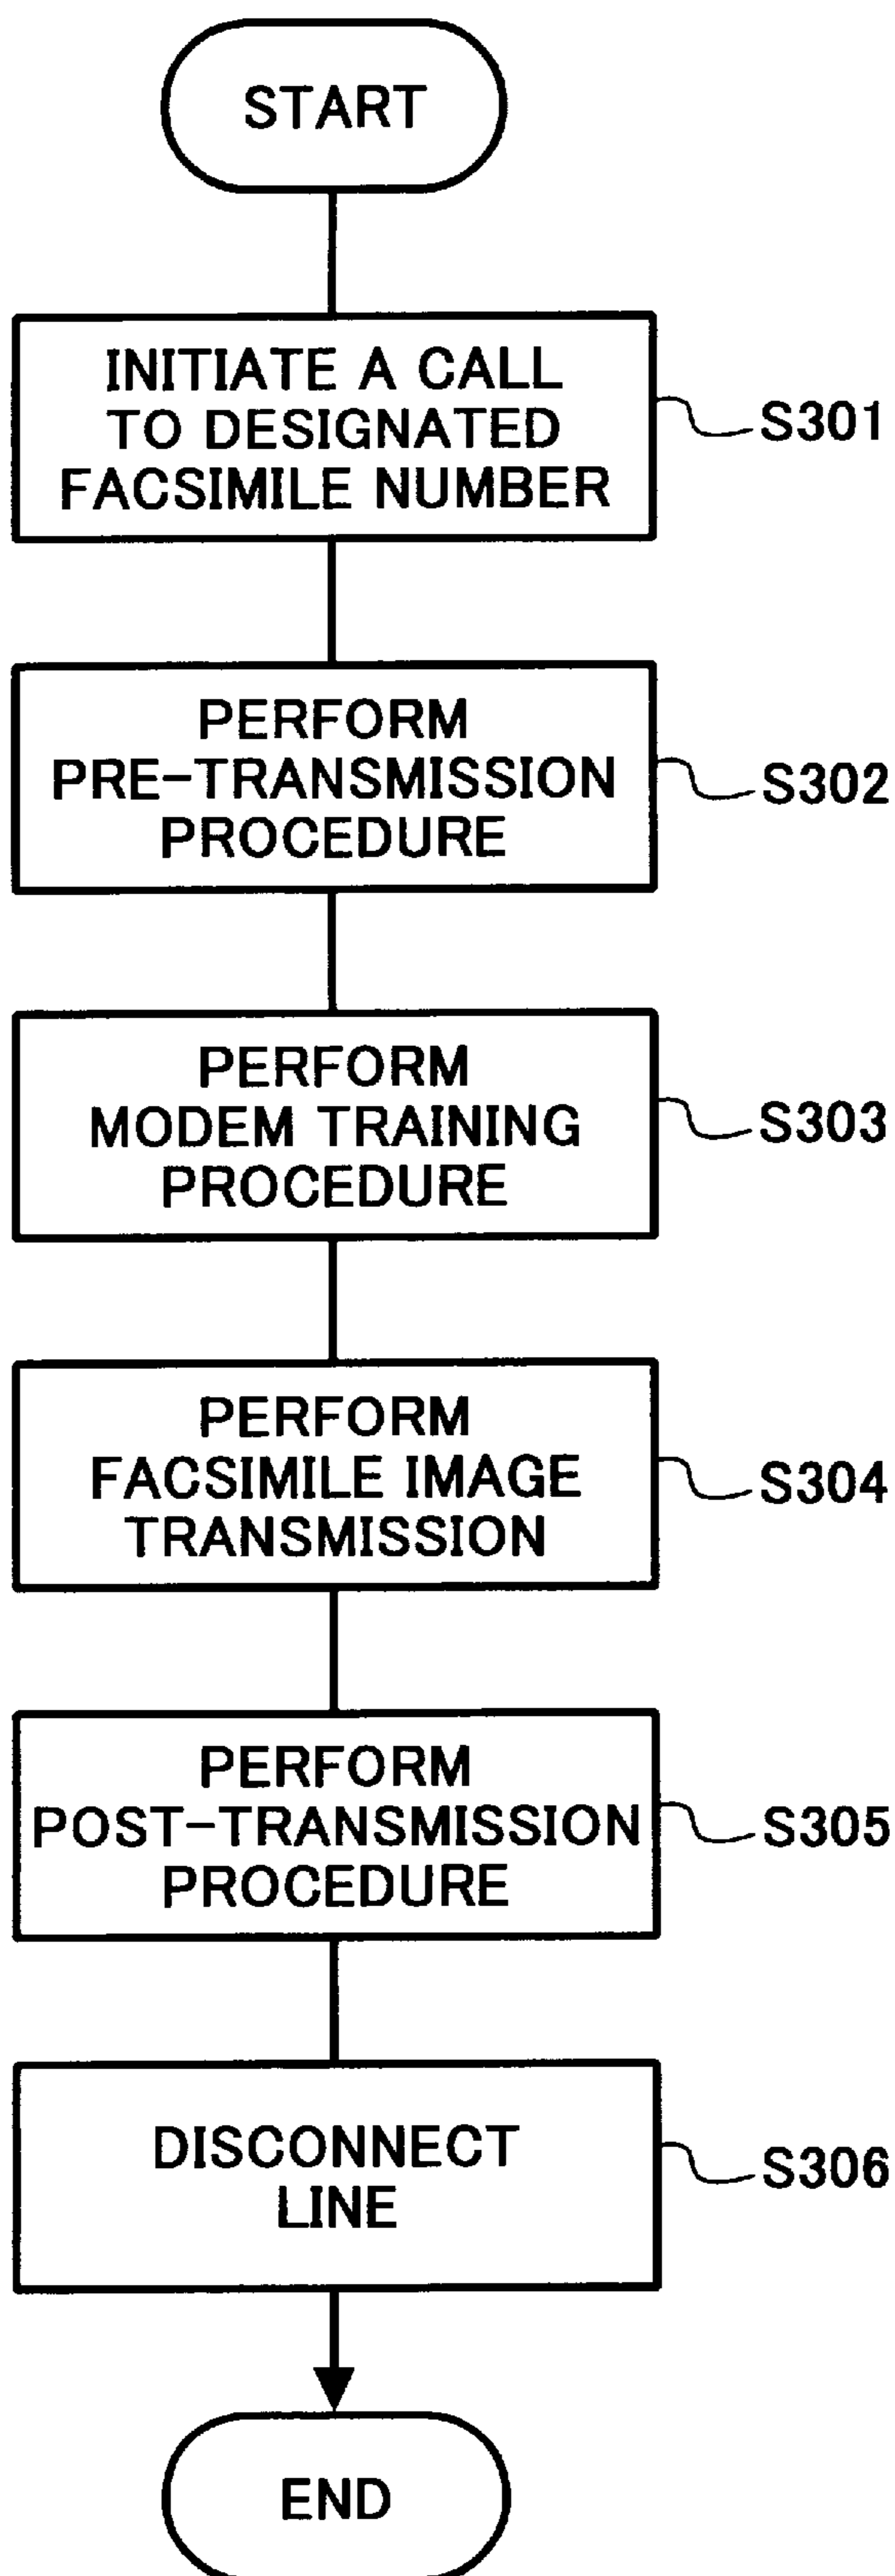 START
INITIATE A CALL
TO DESIGNATED
FACSIMILE NUMBER
S301
PERFORM
PRE-TRANSMISSION
PROCEDURE
S302
PERFORM
MODEM TRAINING
PROCEDURE
S303
PERFORM
FACSIMILE IMAGE
TRANSMISSION
S304
PERFORM
POST-TRANSMISSION
PROCEDURE
S305
DISCONNECT
LINE
S306
END